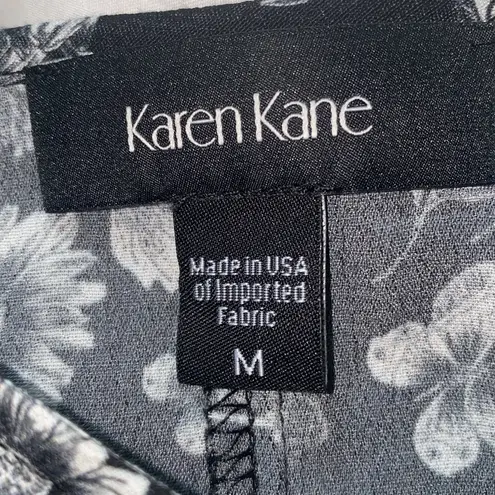 Karen Kane
Made in USA
of Imported
Fabric
M